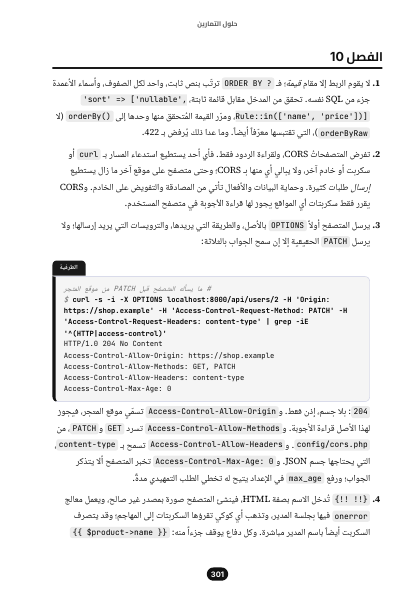 حلول التمارين
الفصل 10
1. لا يقوم الربط إلا مقام قيمة؛ فـ ORDER BY ? ترتّب بنص ثابت، واحد لكل الصفوف، وأسماء الأعمدة
جزء من SQL نفسه. تحقق من المدخل مقابل قائمة ثابتة، 'sort' => ['nullable',
Rule::in(['name', 'price'])]، ومرّر القيمة المُتحقق منها وحدها إلى orderBy() (لا
orderByRaw)، التي تقتبسها معرّفاً أيضاً. وما عدا ذلك يُرفض بـ 422.
2. تفرض المتصفحاتُ CORS، ولقراءة الردود فقط. فأي أحد يستطيع استدعاء المسار بـ curl أو
سكربت أو خادم آخر، ولا يبالي أي منها بـ CORS؛ وحتى متصفح على موقع آخر ما زال يستطيع
إرسال طلبات كثيرة. وحماية البيانات والأفعال تأتي من المصادقة والتفويض على الخادم. وCORS
يقرر فقط سكربتات أي المواقع يجوز لها قراءة الأجوبة في متصفح المستخدم.
3. يرسل المتصفح أولاً OPTIONS بالأصل، والطريقة التي يريدها، والترويسات التي يريد إرسالها؛ ولا
يرسل PATCH الحقيقية إلا إن سمح الجواب بالثلاثة:
الطرفية
# ما يسأله المتصفح قبل PATCH من موقع المتجر
$ curl -s -i -X OPTIONS localhost:8000/api/users/2 -H 'Origin:
https://shop.example' -H 'Access-Control-Request-Method: PATCH' -H
'Access-Control-Request-Headers: content-type' | grep -iE
'^(HTTP|access-control)'
HTTP/1.0 204 No Content
Access-Control-Allow-Origin: https://shop.example
Access-Control-Allow-Methods: GET, PATCH
Access-Control-Allow-Headers: content-type
Access-Control-Max-Age: 0
204 : بلا جسم، إذن فقط. وAccess-Control-Allow-Origin تسمّي موقع المتجر، فيجوز
لهذا الأصل قراءة الأجوبة. وAccess-Control-Allow-Methods تسرد GET وPATCH، من
config/cors.php . وAccess-Control-Allow-Headers تسمح بـ content-type،
التي يحتاجها جسم JSON. وAccess-Control-Max-Age: 0 تخبر المتصفح ألا يتذكر
الجواب؛ ورفع max_age في الإعداد يتيح له تخطي الطلب التمهيدي مدةً.
4. {!! !!} تُدخل الاسم بصفة HTML، فينشئ المتصفح صورة بمصدر غير صالح، ويعمل معالج
onerror فيها بجلسة المدير، وتذهب أي كوكي تقرؤها السكربتات إلى المهاجم؛ وقد يتصرف
السكربت أيضاً باسم المدير مباشرة. وكل دفاع يوقف جزءاً منه: {{ $product->name }}
301